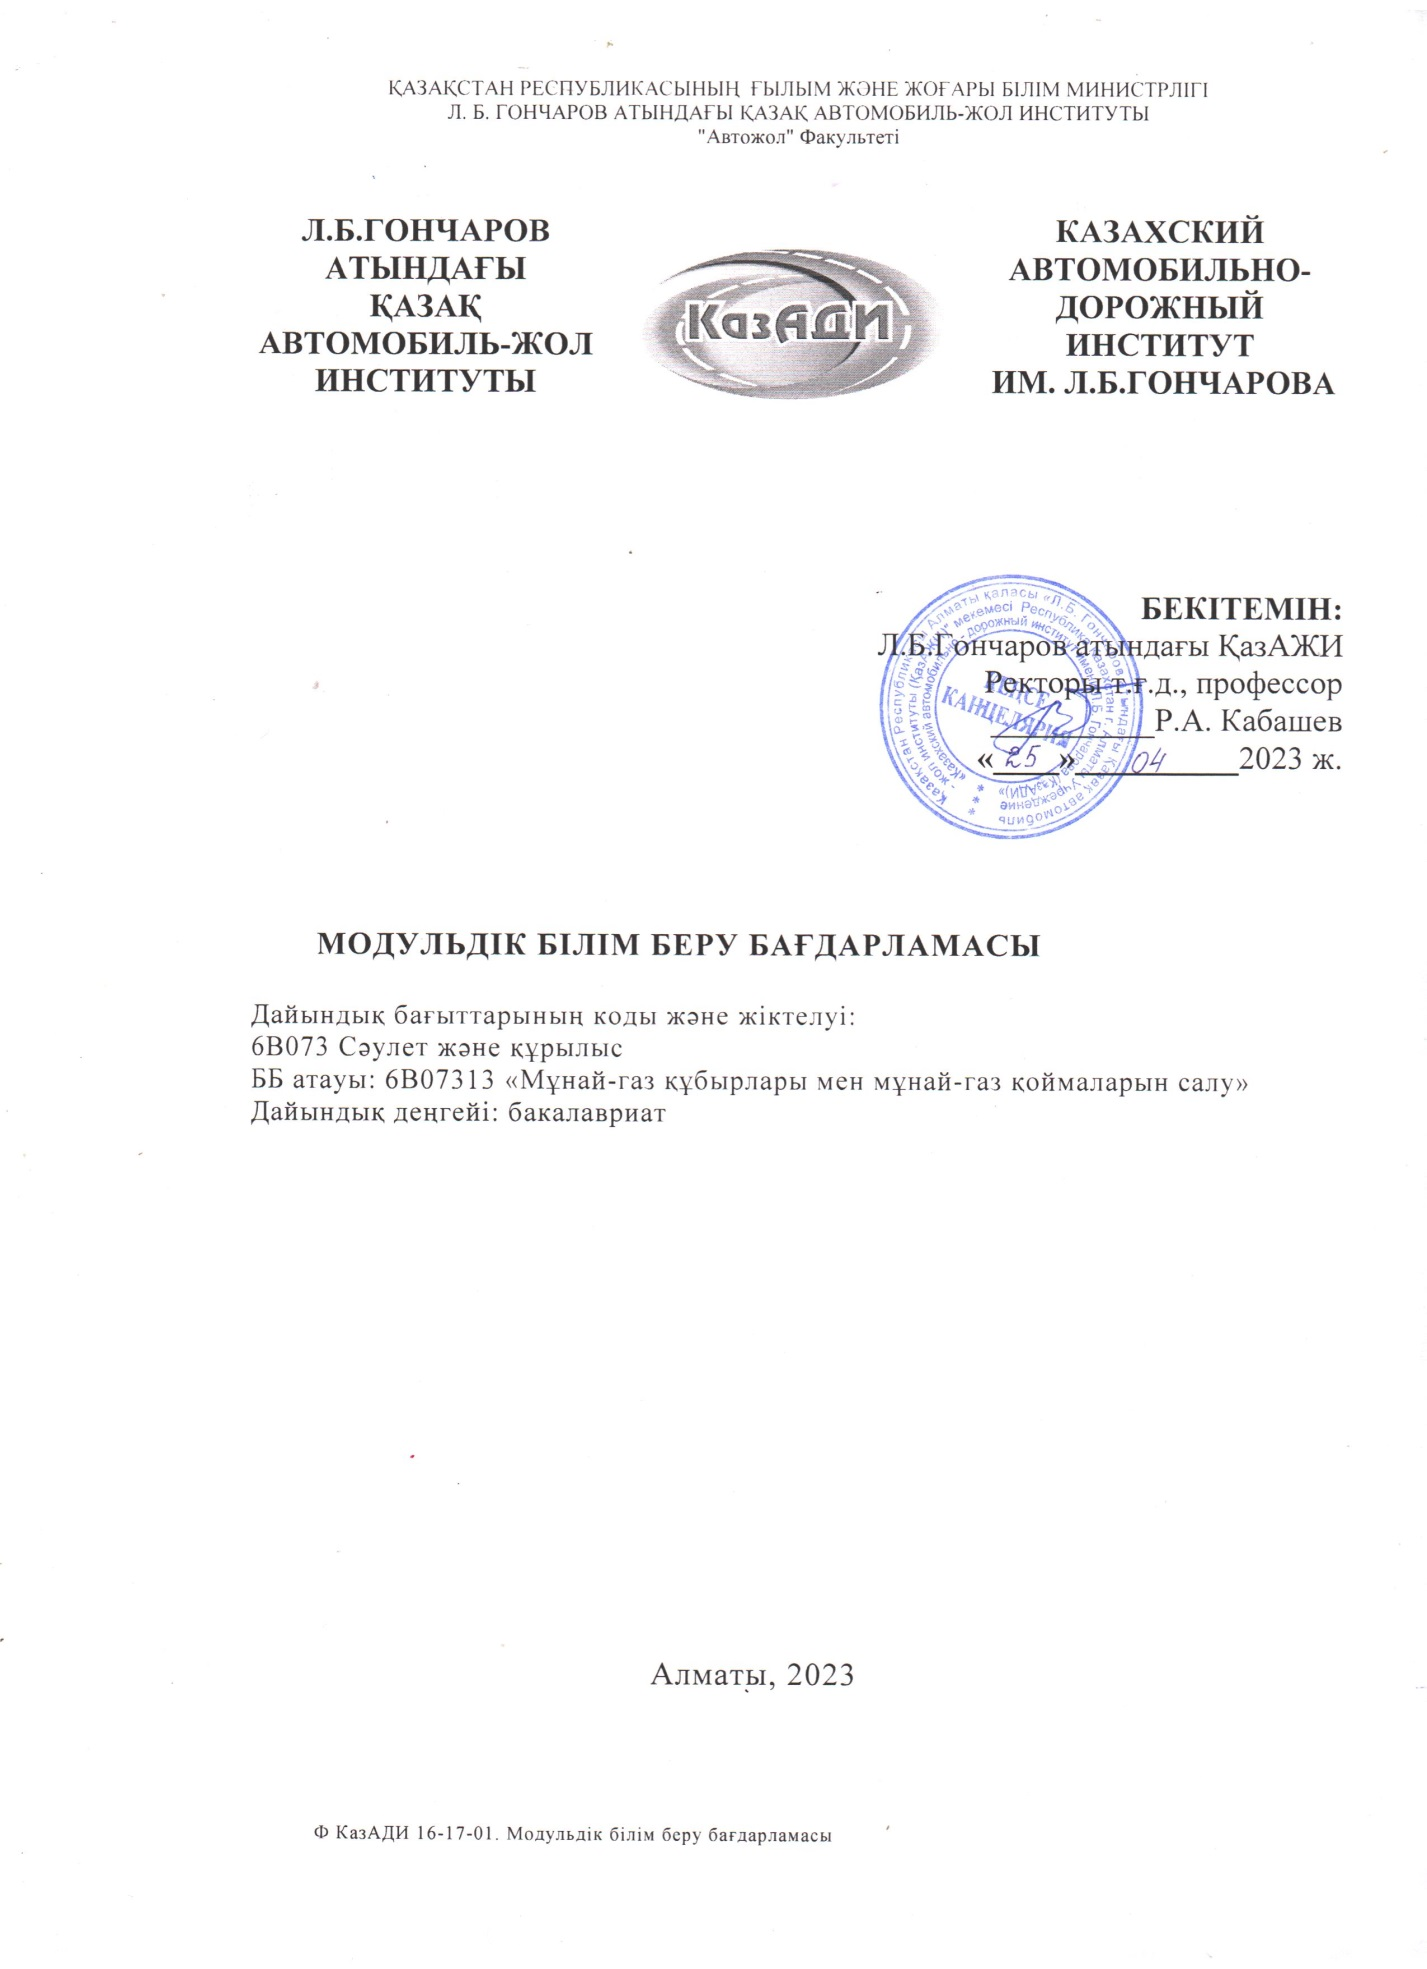 ҚАЗАҚСТАН РЕСПУБЛИКАСЫНЫҢ ҒЫЛЫМ ЖӘНЕ ЖОҒАРЫ БІЛІМ МИНИСТРЛІГІ
Л. Б. ГОНЧАРОВ АТЫНДАҒЫ ҚАЗАҚ АВТОМОБИЛЬ-ЖОЛ ИНСТИТУТЫ
"Автожол" Факультеті
Л.Б.ГОНЧАРОВ
АТЫНДАҒЫ
ҚАЗАҚ
АВТОМОБИЛЬ-ЖОЛ
ИНСТИТУТЫ
КазАДИ
КАЗАХСКИЙ
АВТОМОБИЛЬНО-
ДОРОЖНЫЙ
ИНСТИТУТ
ИМ. Л.Б.ГОНЧАРОВА
БЕКІТЕМІН:
Л.Б.Гончаров атындағы ҚазАЖИ
Ректоры т.ғ.д., профессор
Р.А. Кабашев
«25» 04 2023 ж.
КЕҢСЕ
КАНЦЕЛЯРИЯ
МОДУЛЬДІК БІЛІМ БЕРУ БАҒДАРЛАМАСЫ
Дайындық бағыттарының коды және жіктелуі:
6В073 Сәулет және құрылыс
ББ атауы: 6В07313 «Мұнай-газ құбырлары мен мұнай-газ қоймаларын салу»
Дайындық деңгейі: бакалавриат
Алматы, 2023
Ф КазАДИ 16-17-01. Модульдік білім беру бағдарламасы